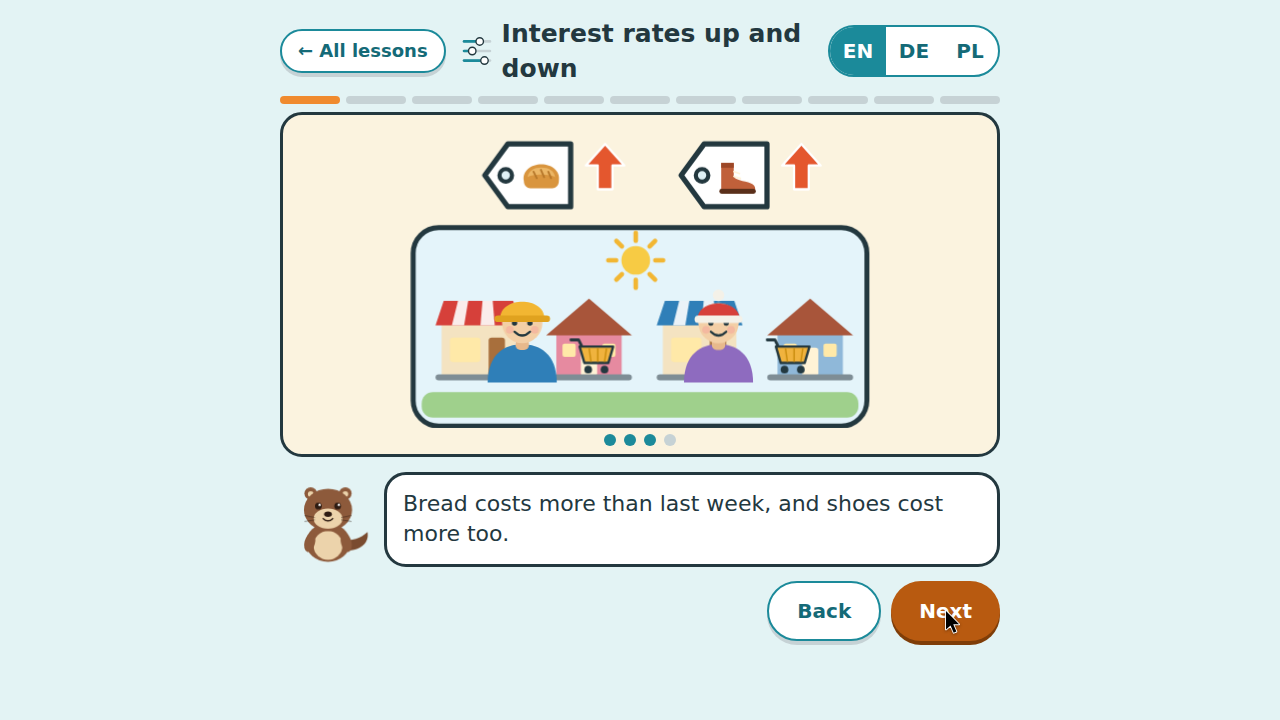 ← All lessons
Interest rates up and
down
EN DE PL
Bread costs more than last week, and shoes cost
more too.
Back
Next